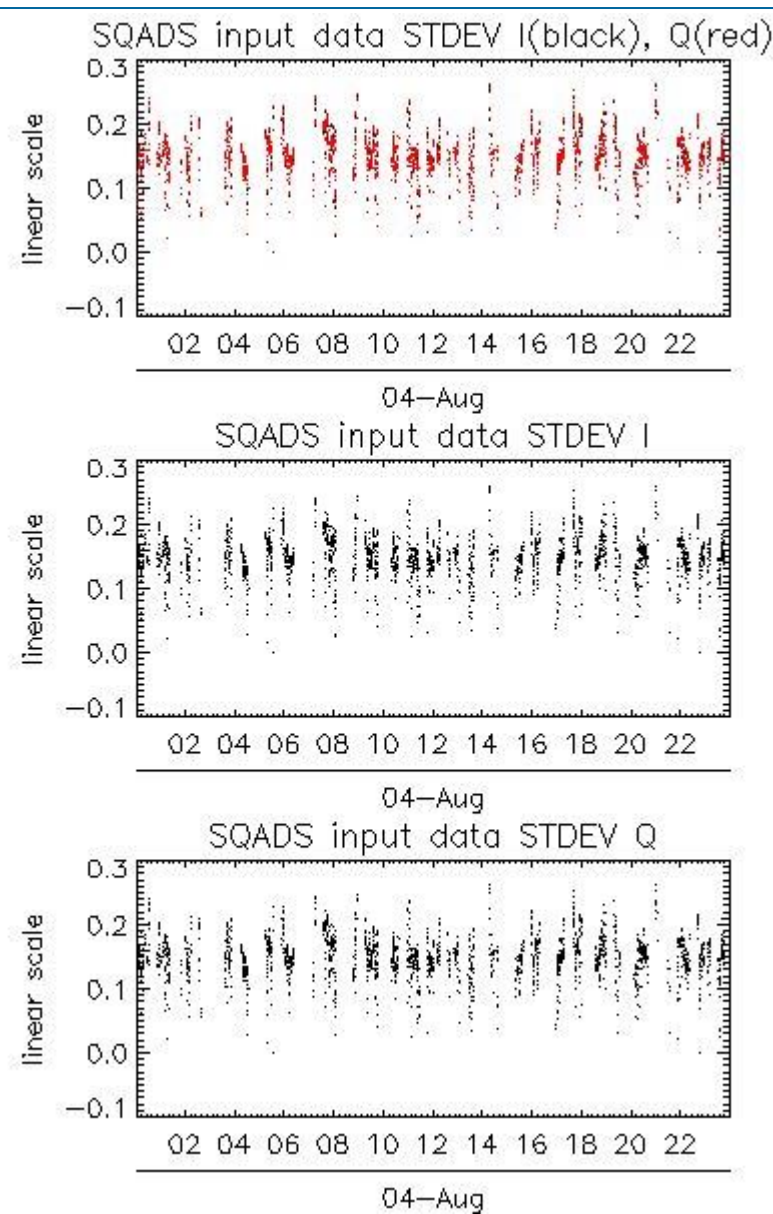 SQADS input data STDEV I(black), Q(red)
0.3
0.2
0.1
0.0
−0.1
linear scale
02 04 06 08 10 12 14 16 18 20 22
04−Aug
SQADS input data STDEV I
0.3
0.2
0.1
0.0
−0.1
linear scale
02 04 06 08 10 12 14 16 18 20 22
04−Aug
SQADS input data STDEV Q
0.3
0.2
0.1
0.0
−0.1
linear scale
02 04 06 08 10 12 14 16 18 20 22
04−Aug